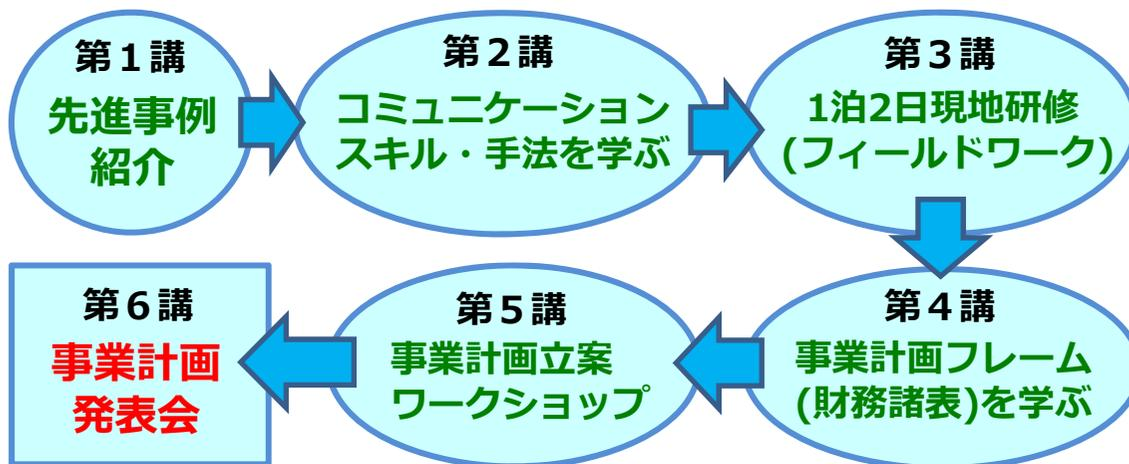 第１講
先進事例
紹介
第２講
コミュニケーション
スキル・手法を学ぶ
第３講
1泊2日現地研修
(フィールドワーク)
第４講
事業計画フレーム
(財務諸表)を学ぶ
第５講
事業計画立案
ワークショップ
第６講
事業計画
発表会